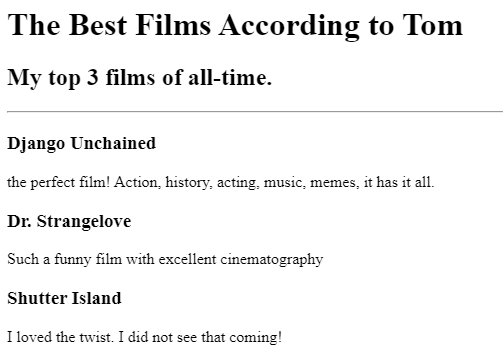 The Best Films According to Tom
My top 3 films of all-time.
Django Unchained
the perfect film! Action, history, acting, music, memes, it has it all.
Dr. Strangelove
Such a funny film with excellent cinematography
Shutter Island
I loved the twist. I did not see that coming!